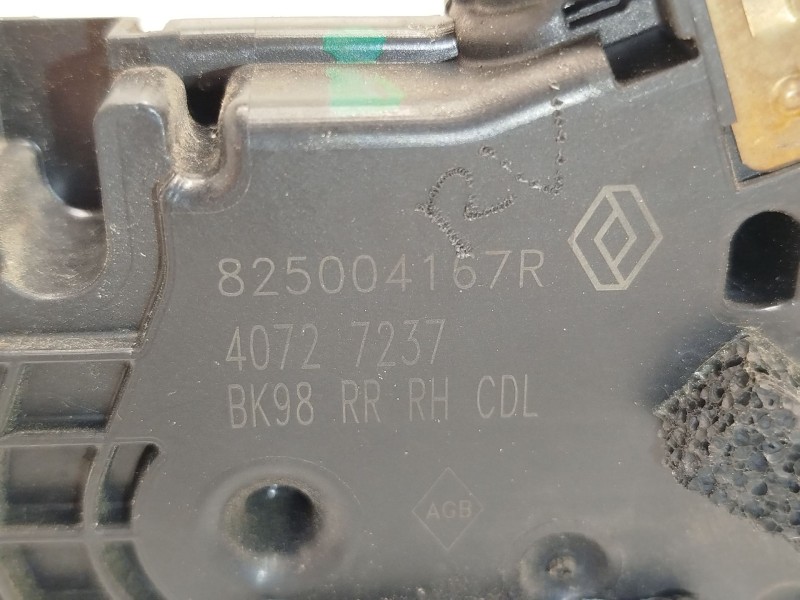 825004167R
4072 7237
BK98 RR RH CDL
AGB